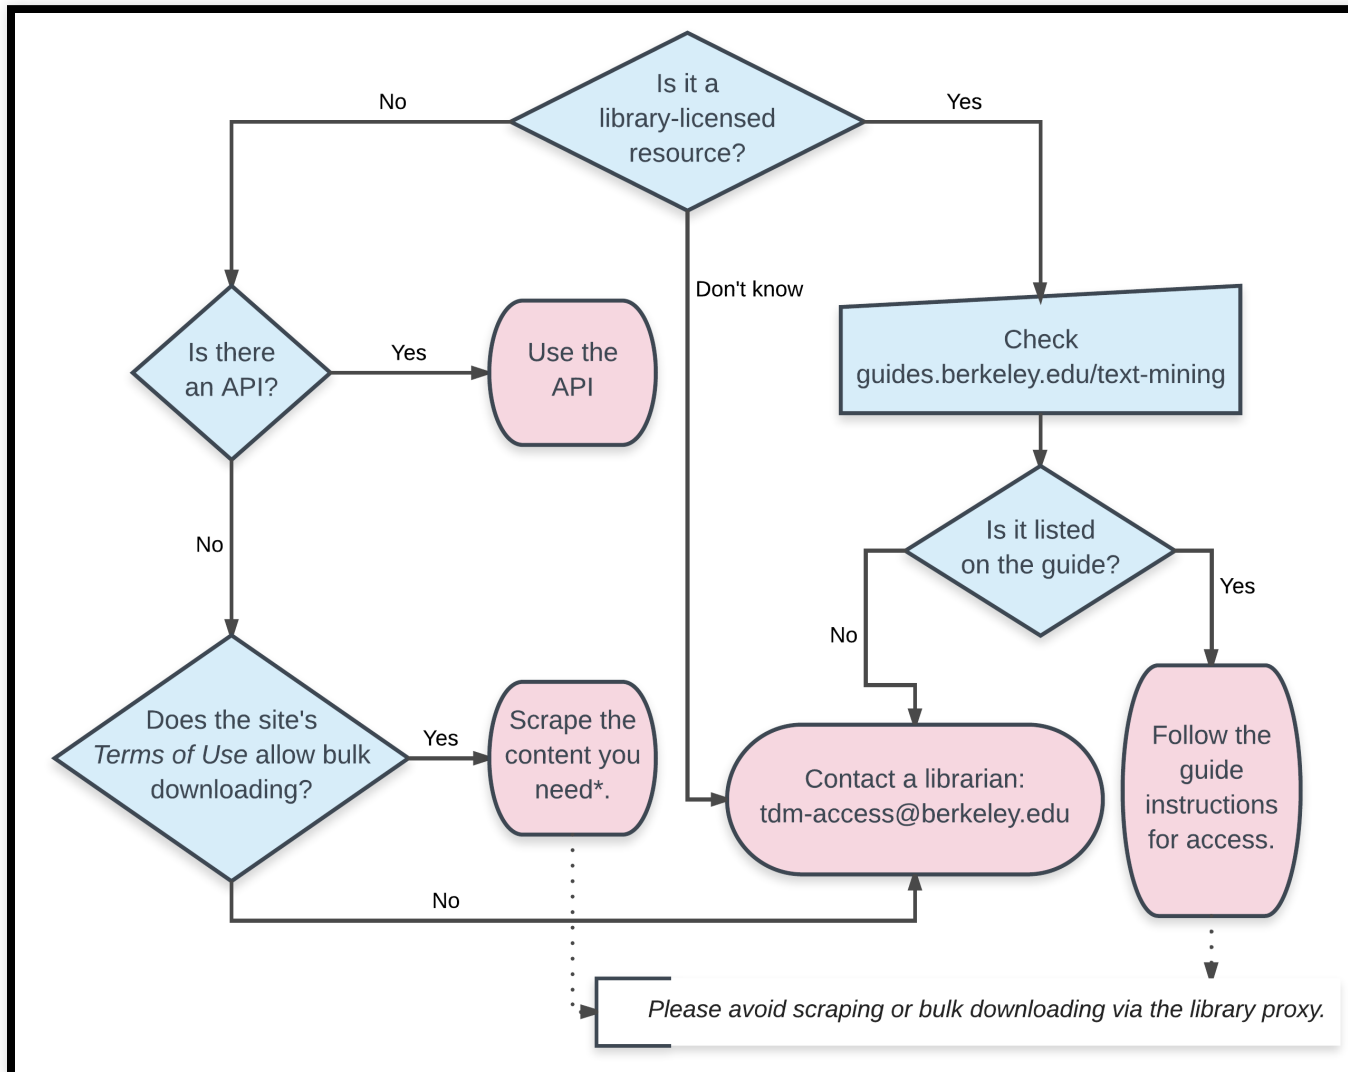 Is it a
library-licensed
resource?
No
Yes
Don't know
Is there
an API?
Yes
Use the
API
Check
guides.berkeley.edu/text-mining
No
Is it listed
on the guide?
No
Yes
Does the site's
Terms of Use allow bulk
downloading?
Yes
Scrape the
content you
need*.
Contact a librarian:
tdm-access@berkeley.edu
Follow the
guide
instructions
for access.
No
Please avoid scraping or bulk downloading via the library proxy.